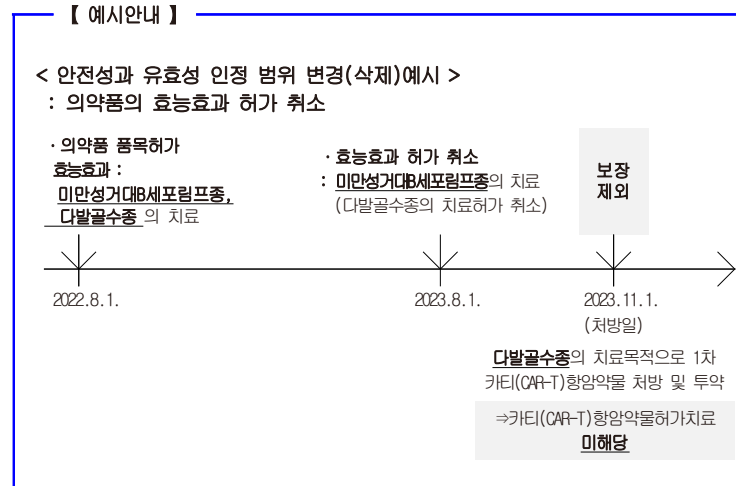 【 예시안내 】
< 안전성과 유효성 인정 범위 변경(삭제)예시 >
: 의약품의 효능효과 허가 취소
· 의약품 품목허가
효능효과 :
미만성거대B세포림프종,
다발골수종 의 치료
· 효능효과 허가 취소
: 미만성거대B세포림프종의 치료
(다발골수종의 치료허가 취소)
보장
제외
2022.8.1.
2023.8.1.
2023.11.1.
(처방일)
다발골수종의 치료목적으로 1차
카티(CAR-T)항암약물 처방 및 투약
⇒카티(CAR-T)항암약물허가치료
미해당